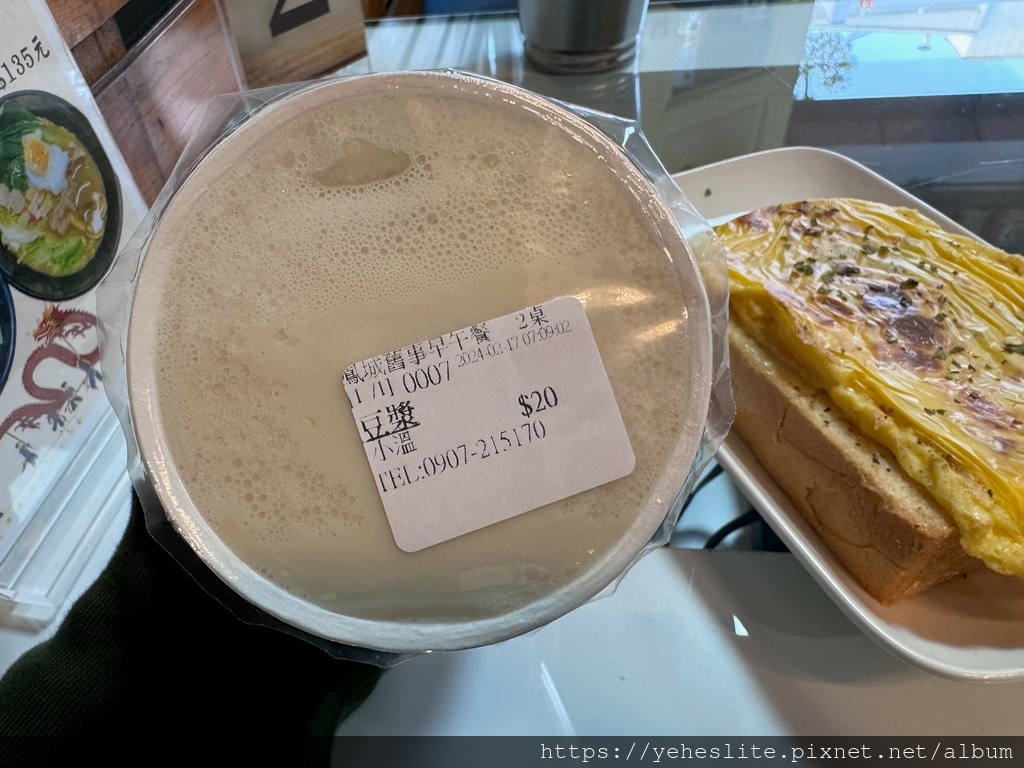 $135元
鳳城舊事早午餐 2桌
1 /1 0007 2024-02-17 07:09:02
豆漿 $20
小溫
TEL:0907-215170
https://yeheslite.pixnet.net/album